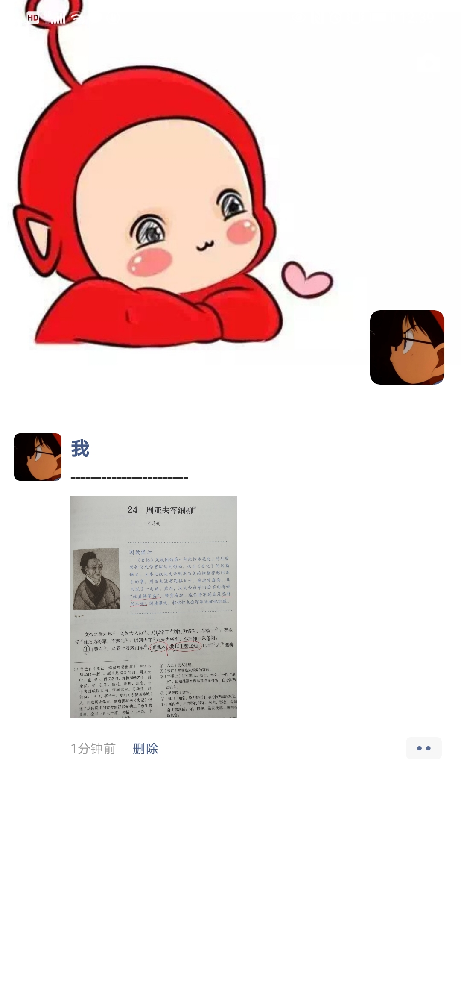 HD
我
-----------------------
24 周亚夫军细柳①
司马迁
阅读提示
《史记》是我国的第一部纪传体通史，对后世
的传记文学有深远的影响。选自《史记》的这篇
课文，主要记叙汉文帝到周亚夫的细柳营慰问军
士的事。周亚夫没有迎接天子，最后才露面，且
只说了一句话。然而，汉文帝出军门后不由得说
“此真将军矣”，赞赏有加。这位将军到底是怎样
的人呢？阅读课文，相信你也会深深地被他折服。
司马迁
文帝之后六年②，匈奴大入边③。乃以宗正④刘礼为将军，军霸上⑤；祝兹
侯⑥徐厉为将军，军棘门⑦；以河内守⑧亚夫为将军，军细柳：以备胡。
上自劳军⑨。至霸上及棘门军，直驰入，将以下骑送迎。已而之细柳
① 节选自《史记·绛侯周勃世家》（中华书
局2013年版）。题目是编者加的。周亚夫
（？—前143），西汉名将，绛侯周勃之子，封
条侯。军，驻军、驻扎。细柳，地名，在
今陕西咸阳西南，渭河北岸。司马迁（约
前145—？），字子长，夏阳（今陕西韩城）
人，西汉历史学家。他所撰写的《史记》记
述了从传说中的黄帝到汉武帝共三千余年的
史事，全书一百三十篇，包括十二本纪、十
③〔入边〕侵入边境。
④〔宗正〕掌管皇族事务的官员。
⑤〔军霸上〕驻军霸上。霸上，地名，一作“灞
上”，因地处灞水西岸高原而得名，在今陕西
西安东。
⑥〔祝兹侯〕封号。
⑦〔棘门〕地名，原为秦宫门，在今陕西咸阳东北。
⑧〔河内守〕河内郡的郡守。河内，郡名，今河
南北部地区。守，郡守，是汉代郡一级的行
政长官。
1分钟前 删除